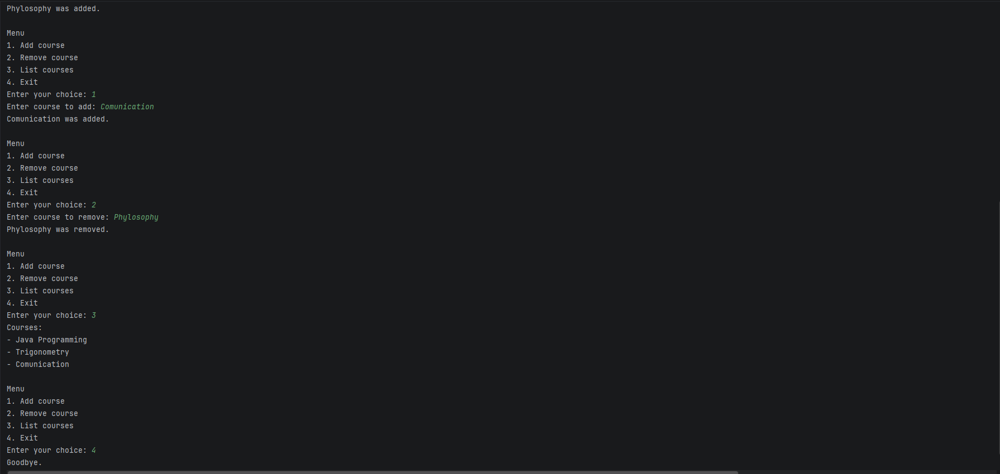 Phylosophy was added.

Menu
1. Add course
2. Remove course
3. List courses
4. Exit
Enter your choice: 1
Enter course to add: Comunication
Comunication was added.

Menu
1. Add course
2. Remove course
3. List courses
4. Exit
Enter your choice: 2
Enter course to remove: Phylosophy
Phylosophy was removed.

Menu
1. Add course
2. Remove course
3. List courses
4. Exit
Enter your choice: 3
Courses:
- Java Programming
- Trigonometry
- Comunication

Menu
1. Add course
2. Remove course
3. List courses
4. Exit
Enter your choice: 4
Goodbye.